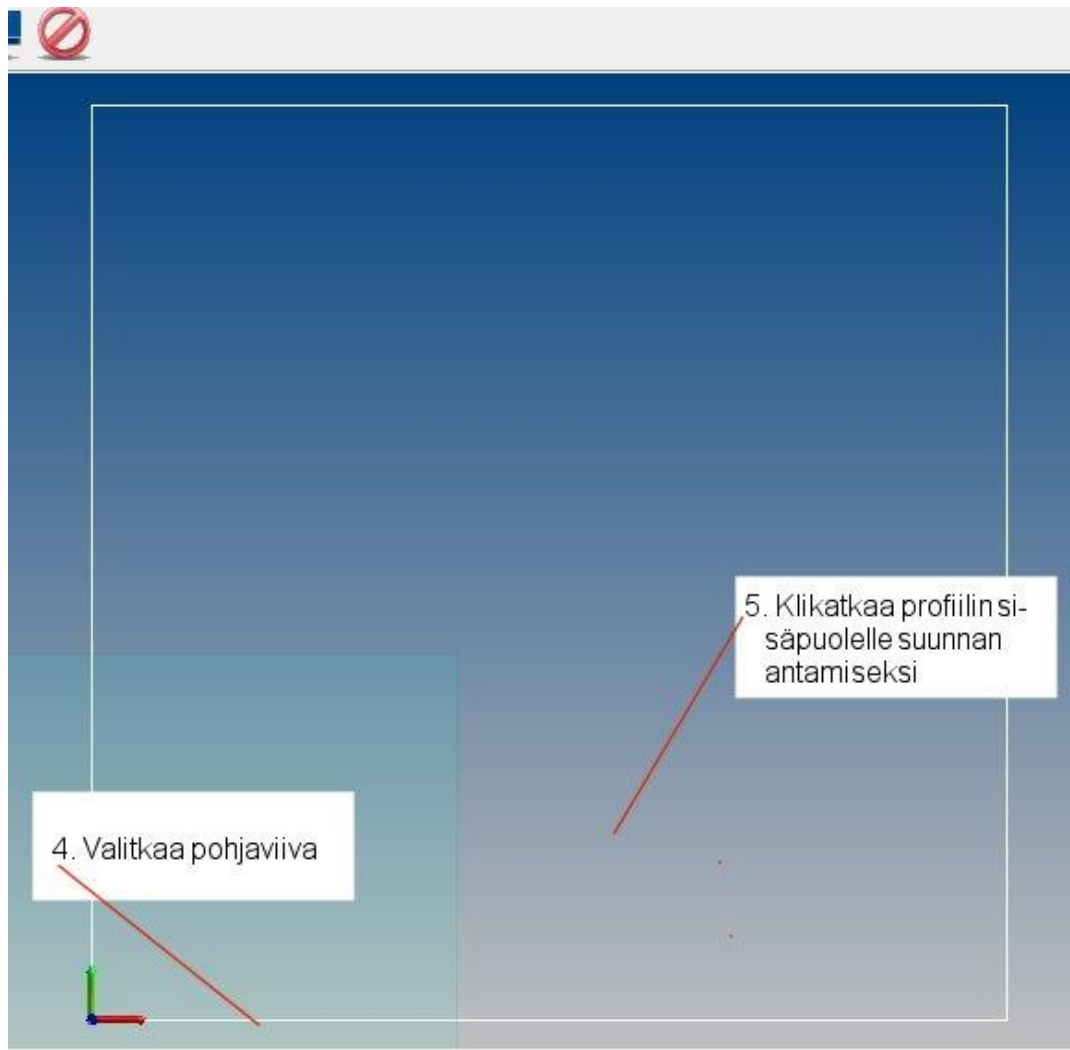 5. Klikatkaa profiilin si-
säpuolelle suunnan
antamiseksi
4. Valitkaa pohjaviiva